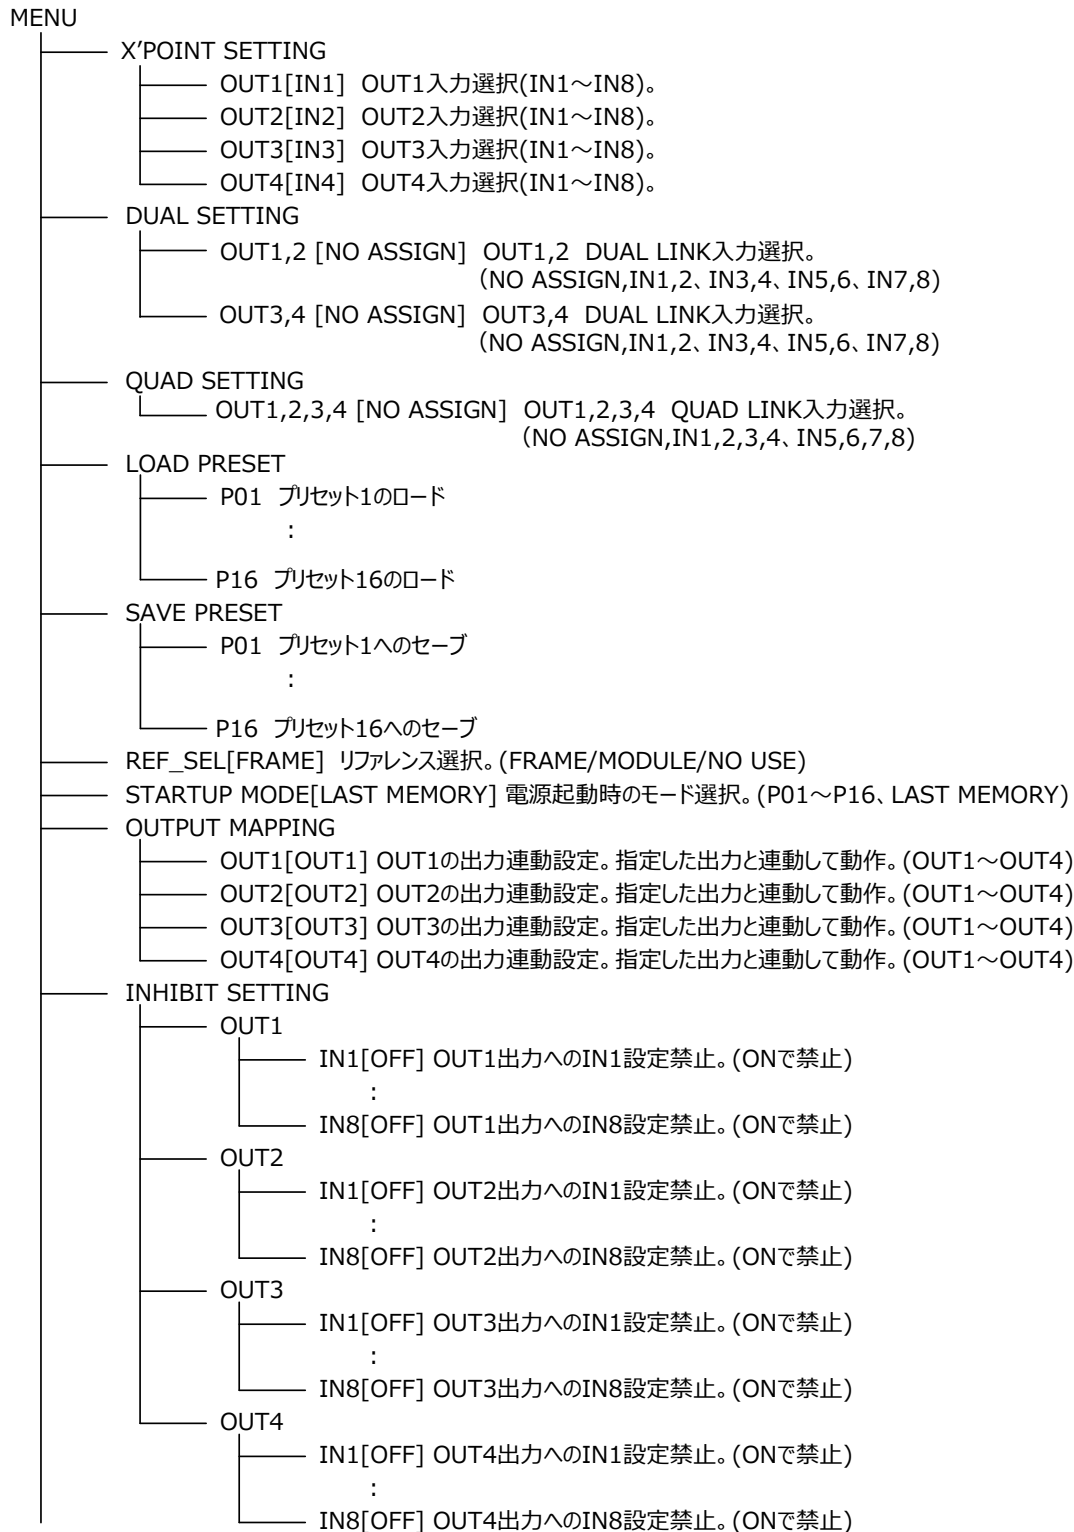 MENU
X’POINT SETTING
OUT1[IN1] OUT1入力選択(IN1～IN8)。
OUT2[IN2] OUT2入力選択(IN1～IN8)。
OUT3[IN3] OUT3入力選択(IN1～IN8)。
OUT4[IN4] OUT4入力選択(IN1～IN8)。
DUAL SETTING
OUT1,2 [NO ASSIGN] OUT1,2 DUAL LINK入力選択。
（NO ASSIGN,IN1,2、IN3,4、IN5,6、IN7,8)
OUT3,4 [NO ASSIGN] OUT3,4 DUAL LINK入力選択。
（NO ASSIGN,IN1,2、IN3,4、IN5,6、IN7,8)
QUAD SETTING
OUT1,2,3,4 [NO ASSIGN] OUT1,2,3,4 QUAD LINK入力選択。
（NO ASSIGN,IN1,2,3,4、IN5,6,7,8)
LOAD PRESET
P01 プリセット1のロード
:
P16 プリセット16のロード
SAVE PRESET
P01 プリセット1へのセーブ
:
P16 プリセット16へのセーブ
REF_SEL[FRAME] リファレンス選択。(FRAME/MODULE/NO USE)
STARTUP MODE[LAST MEMORY] 電源起動時のモード選択。(P01～P16、LAST MEMORY)
OUTPUT MAPPING
OUT1[OUT1] OUT1の出力連動設定。指定した出力と連動して動作。(OUT1～OUT4)
OUT2[OUT2] OUT2の出力連動設定。指定した出力と連動して動作。(OUT1～OUT4)
OUT3[OUT3] OUT3の出力連動設定。指定した出力と連動して動作。(OUT1～OUT4)
OUT4[OUT4] OUT4の出力連動設定。指定した出力と連動して動作。(OUT1～OUT4)
INHIBIT SETTING
OUT1
IN1[OFF] OUT1出力へのIN1設定禁止。(ONで禁止)
:
IN8[OFF] OUT1出力へのIN8設定禁止。(ONで禁止)
OUT2
IN1[OFF] OUT2出力へのIN1設定禁止。(ONで禁止)
:
IN8[OFF] OUT2出力へのIN8設定禁止。(ONで禁止)
OUT3
IN1[OFF] OUT3出力へのIN1設定禁止。(ONで禁止)
:
IN8[OFF] OUT3出力へのIN8設定禁止。(ONで禁止)
OUT4
IN1[OFF] OUT4出力へのIN1設定禁止。(ONで禁止)
:
IN8[OFF] OUT4出力へのIN8設定禁止。(ONで禁止)